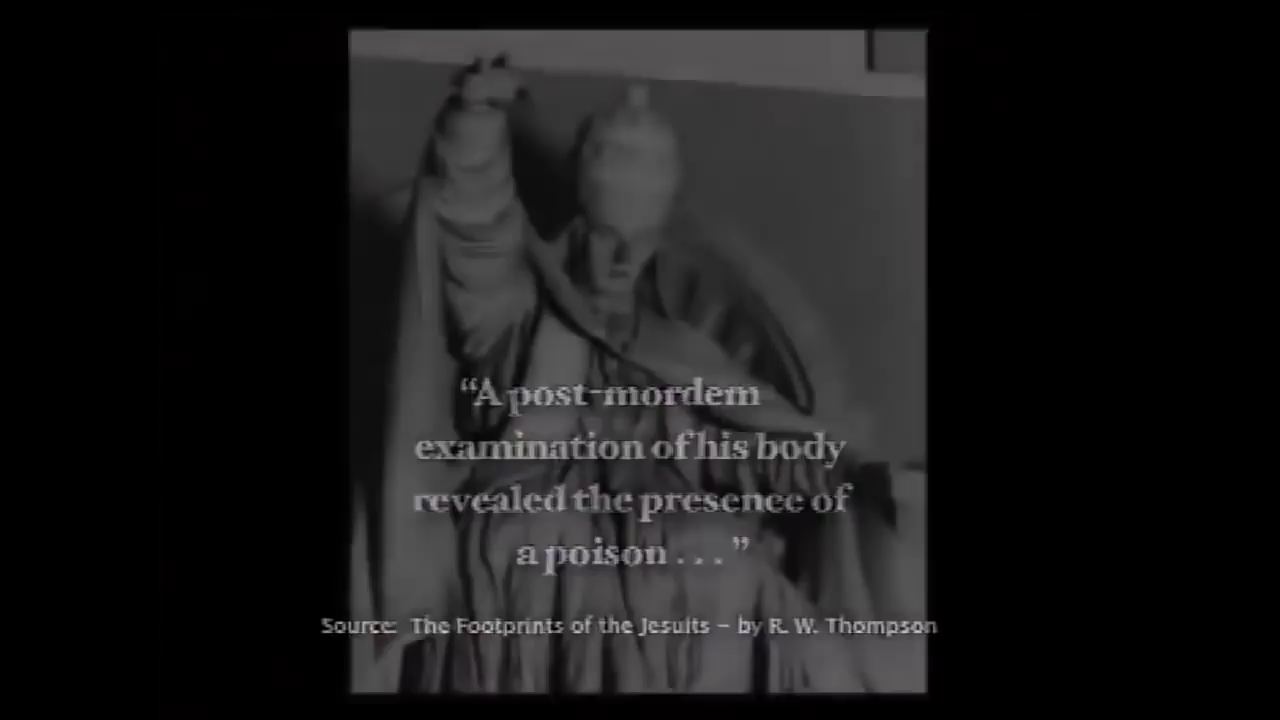 “A post-mordem
examination of his body
revealed the presence of
a poison . . . ”
Source: The Footprints of the Jesuits – by R. W. Thompson